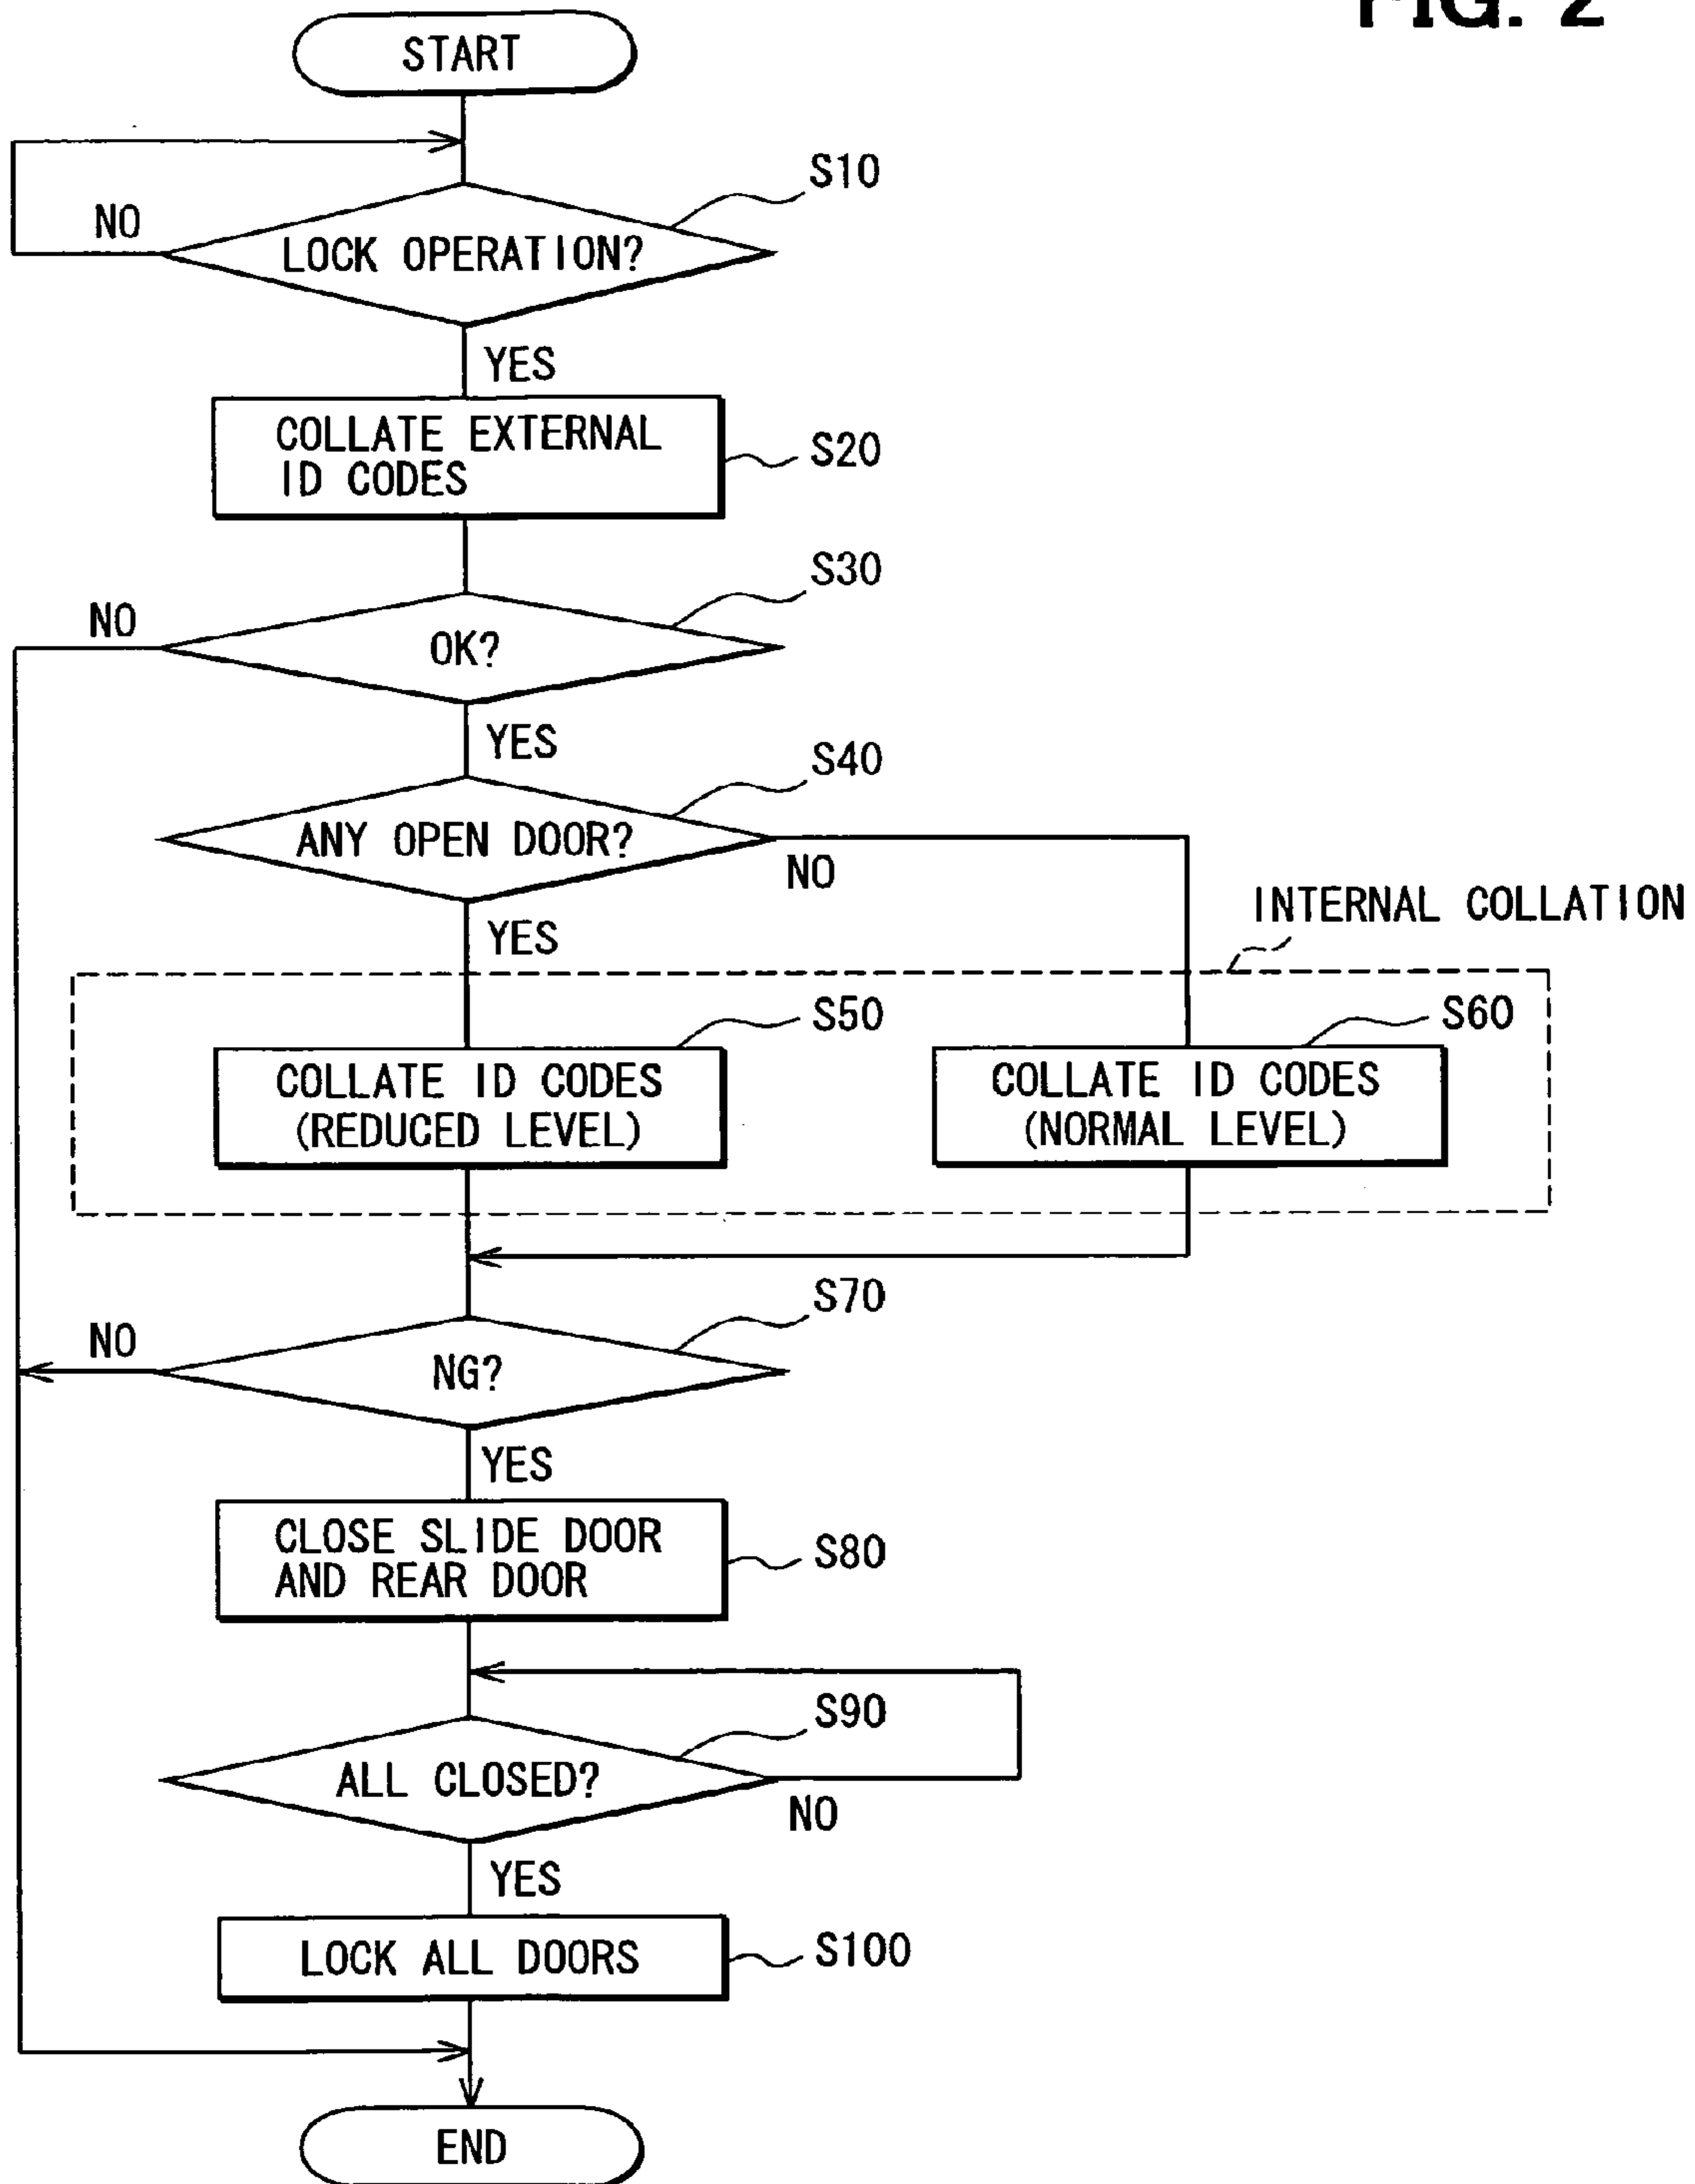 FIG. 2
START
S10
NO
LOCK OPERATION?
YES
COLLATE EXTERNAL
ID CODES
S20
S30
NO
OK?
YES
S40
ANY OPEN DOOR?
NO
INTERNAL COLLATION
YES
S50
S60
COLLATE ID CODES
(REDUCED LEVEL)
COLLATE ID CODES
(NORMAL LEVEL)
S70
NO
NG?
YES
CLOSE SLIDE DOOR
AND REAR DOOR
S80
S90
ALL CLOSED?
NO
YES
LOCK ALL DOORS
S100
END